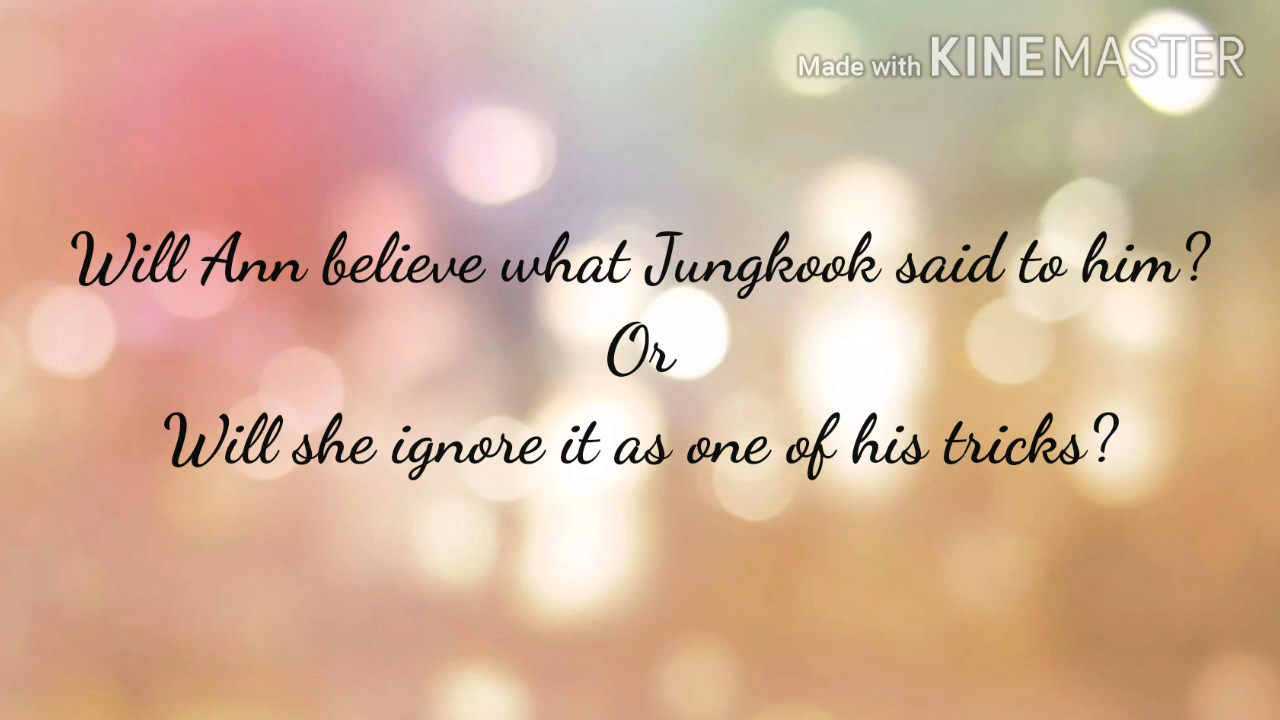 Made with KINEMASTER
Will Ann believe what Jungkook said to him?
Or
Will she ignore it as one of his tricks?